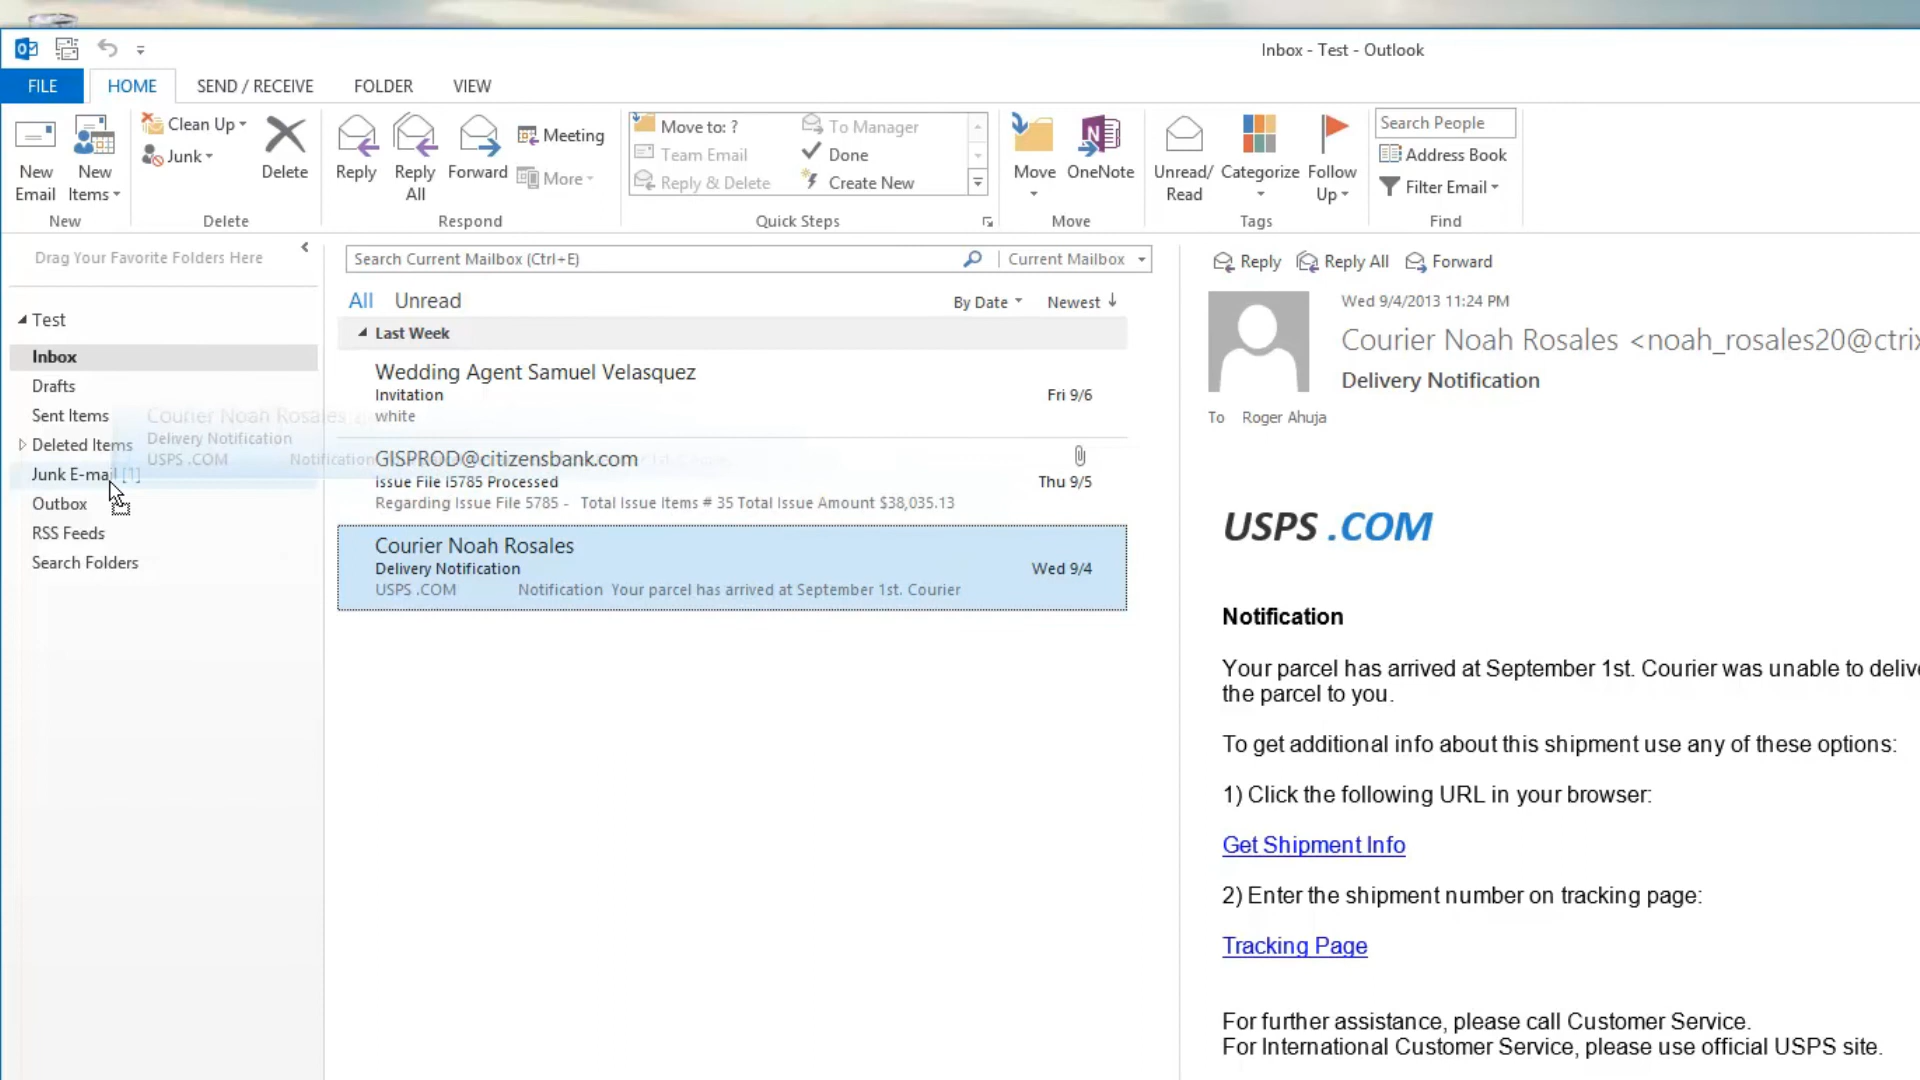 Inbox - Test - Outlook
FILE HOME SEND / RECEIVE FOLDER VIEW
New Email
New Items
New
Clean Up
Junk
Delete
Delete
Reply
Reply All
Forward
Meeting
More
Respond
Move to: ?
Team Email
Reply & Delete
To Manager
Done
Create New
Quick Steps
Move
OneNote
Move
Unread/ Read
Categorize
Follow Up
Tags
Search People
Address Book
Filter Email
Find
Drag Your Favorite Folders Here
Test
Inbox
Drafts
Sent Items
Deleted Items
Junk E-mail [1]
Outbox
RSS Feeds
Search Folders
Courier Noah Rosales
Delivery Notification
USPS .COM Notification
Search Current Mailbox (Ctrl+E)
Current Mailbox
All Unread
By Date Newest
Last Week
Wedding Agent Samuel Velasquez
Invitation Fri 9/6
white
GISPROD@citizensbank.com
Issue File I5785 Processed Thu 9/5
Regarding Issue File 5785 - Total Issue Items # 35 Total Issue Amount $38,035.13
Courier Noah Rosales
Delivery Notification Wed 9/4
USPS .COM Notification Your parcel has arrived at September 1st. Courier
Reply Reply All Forward
Wed 9/4/2013 11:24 PM
Courier Noah Rosales <noah_rosales20@ctrix
Delivery Notification
To Roger Ahuja
USPS .COM
Notification
Your parcel has arrived at September 1st. Courier was unable to delive
the parcel to you.
To get additional info about this shipment use any of these options:
1) Click the following URL in your browser:
Get Shipment Info
2) Enter the shipment number on tracking page:
Tracking Page
For further assistance, please call Customer Service.
For International Customer Service, please use official USPS site.